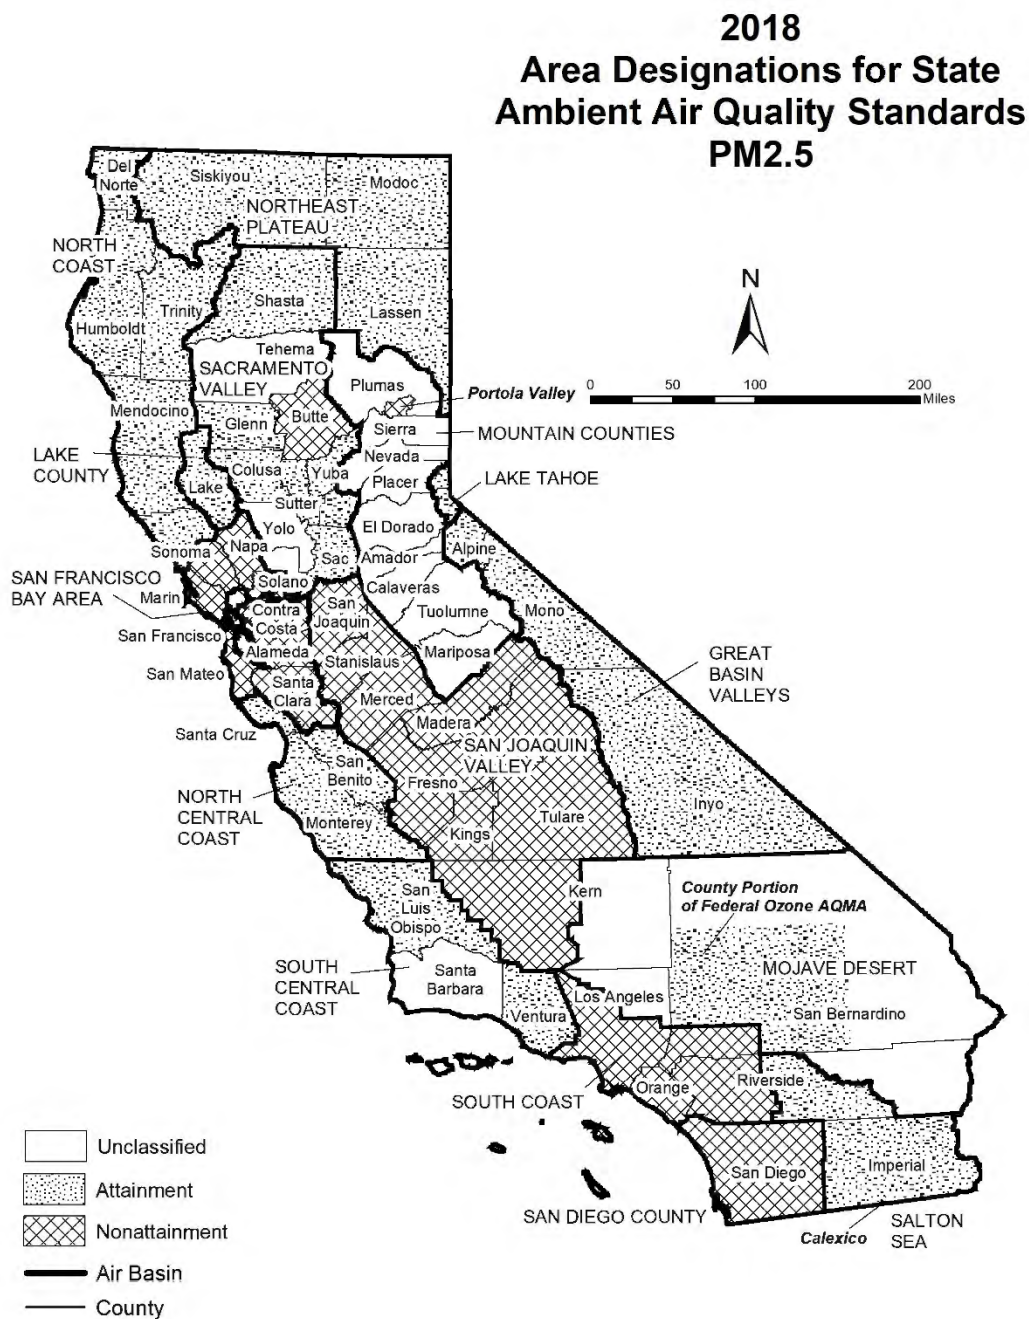 2018
Area Designations for State
Ambient Air Quality Standards
PM2.5
Del
Norte
Siskiyou
Modoc
NORTHEAST
PLATEAU
NORTH
COAST
Shasta
Trinity
Lassen
Humboldt
Tehema
SACRAMENTO
VALLEY
Plumas
Portola Valley
N
0
50
100
200
Miles
Mendocino
Glenn
Butte
Sierra
MOUNTAIN COUNTIES
LAKE
COUNTY
Colusa
Yuba
Nevada
Placer
LAKE TAHOE
Lake
Sutter
Yolo
El Dorado
Sonoma
Napa
Sac
Amador
Alpine
SAN FRANCISCO
BAY AREA
Marin
Solano
Calaveras
San Francisco
Contra
Costa
San
Joaquin
Tuolumne
Mono
Alameda
Stanislaus
Mariposa
San Mateo
Santa
Clara
Merced
GREAT
BASIN
VALLEYS
Santa Cruz
Madera
SAN JOAQUIN
VALLEY
San
Benito
Fresno
NORTH
CENTRAL
COAST
Monterey
Kings
Tulare
Inyo
San
Luis
Obispo
Kern
County Portion
of Federal Ozone AQMA
SOUTH
CENTRAL
COAST
Santa
Barbara
MOJAVE DESERT
Ventura
Los Angeles
San Bernardino
SOUTH COAST
Orange
Riverside
San Diego
Imperial
SAN DIEGO COUNTY
Calexico
SALTON
SEA
Unclassified
Attainment
Nonattainment
Air Basin
County